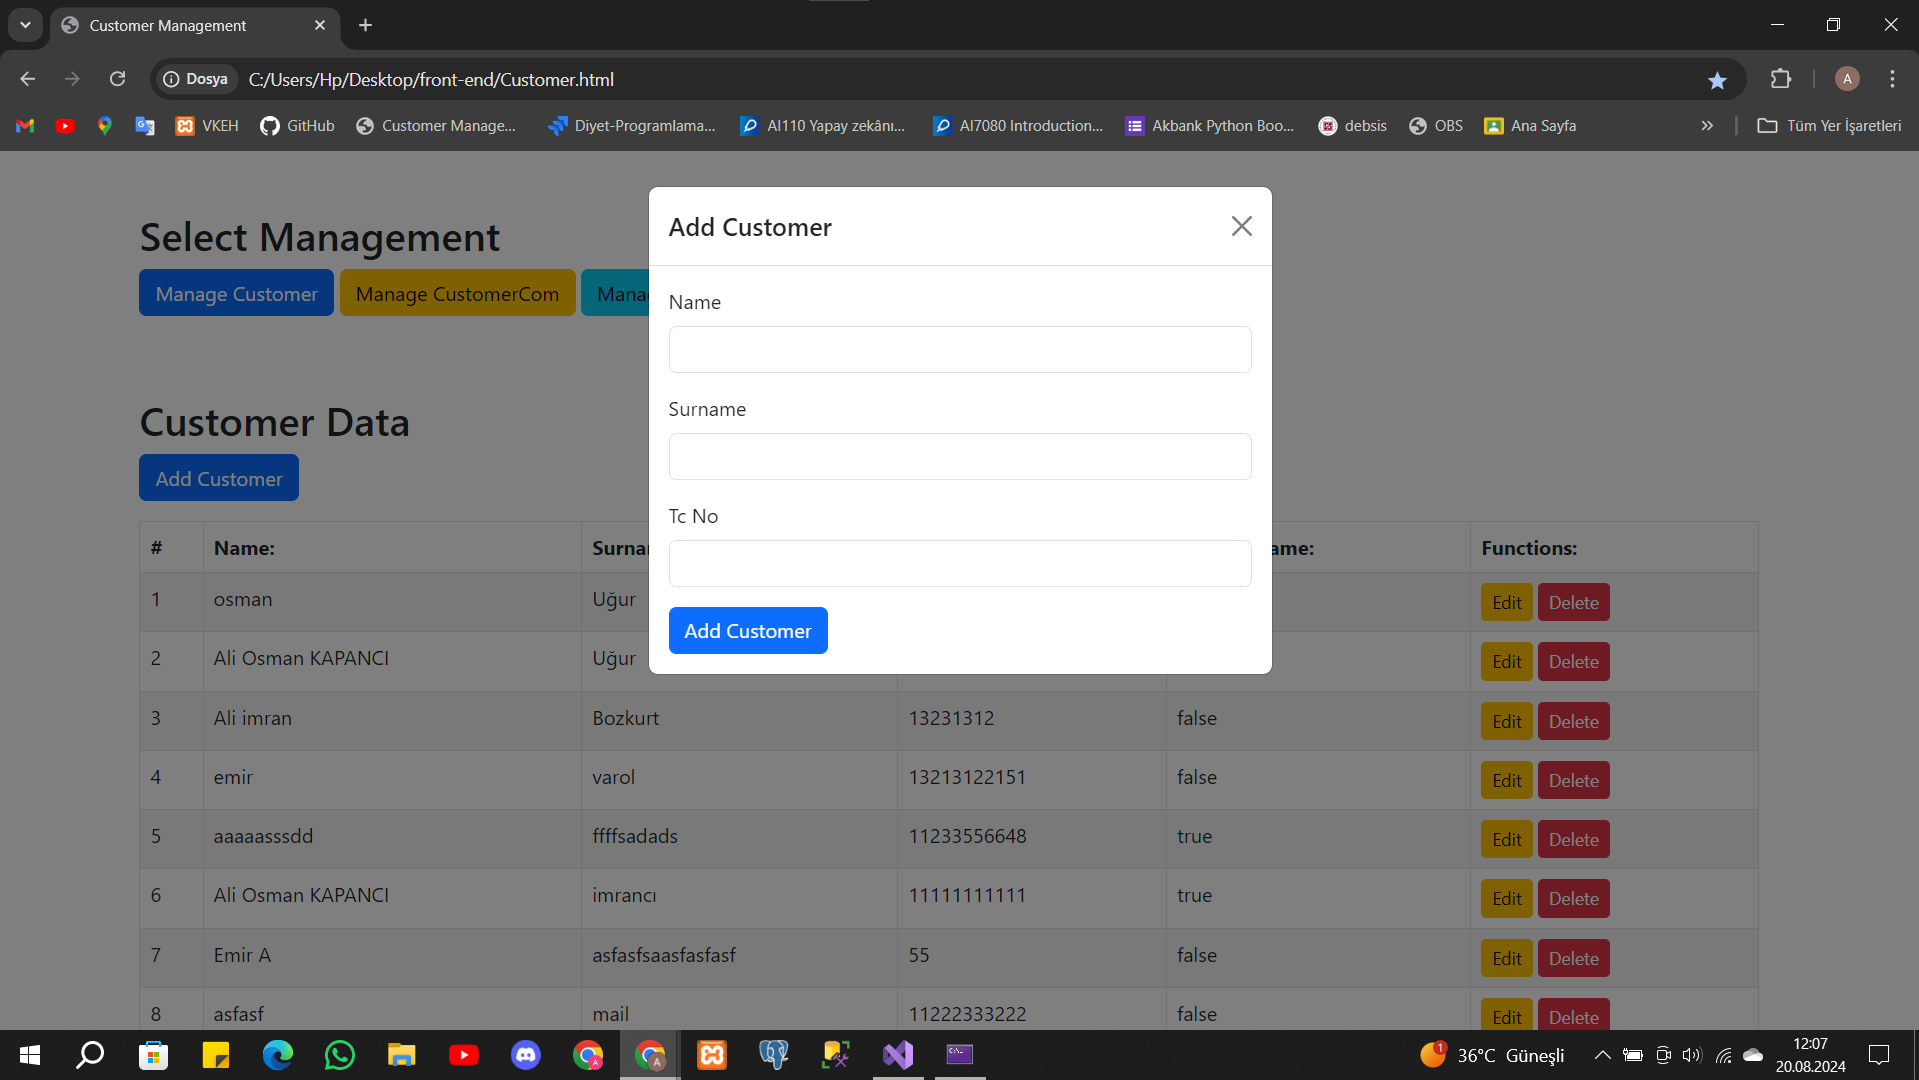 Customer Management
Dosya
C:/Users/Hp/Desktop/front-end/Customer.html
VKEH
GitHub
Customer Manage...
Diyet-Programlama...
AI110 Yapay zekânı...
AI7080 Introduction...
Akbank Python Boo...
debsis
OBS
Ana Sayfa
Tüm Yer İşaretleri
Select Management
Manage Customer
Manage CustomerCom
Mana
Add Customer
Name
Surname
Tc No
Add Customer
Customer Data
Add Customer
# Name: Surna ame: Functions:
1 osman Uğur Edit Delete
2 Ali Osman KAPANCI Uğur Edit Delete
3 Ali imran Bozkurt 13231312 false Edit Delete
4 emir varol 13213122151 false Edit Delete
5 aaaaasssdd ffffsadads 11233556648 true Edit Delete
6 Ali Osman KAPANCI imrancı 11111111111 true Edit Delete
7 Emir A asfasfsaasfasfasf 55 false Edit Delete
8 asfasf mail 11222333222 false Edit Delete
1
36°C Güneşli
12:07
20.08.2024